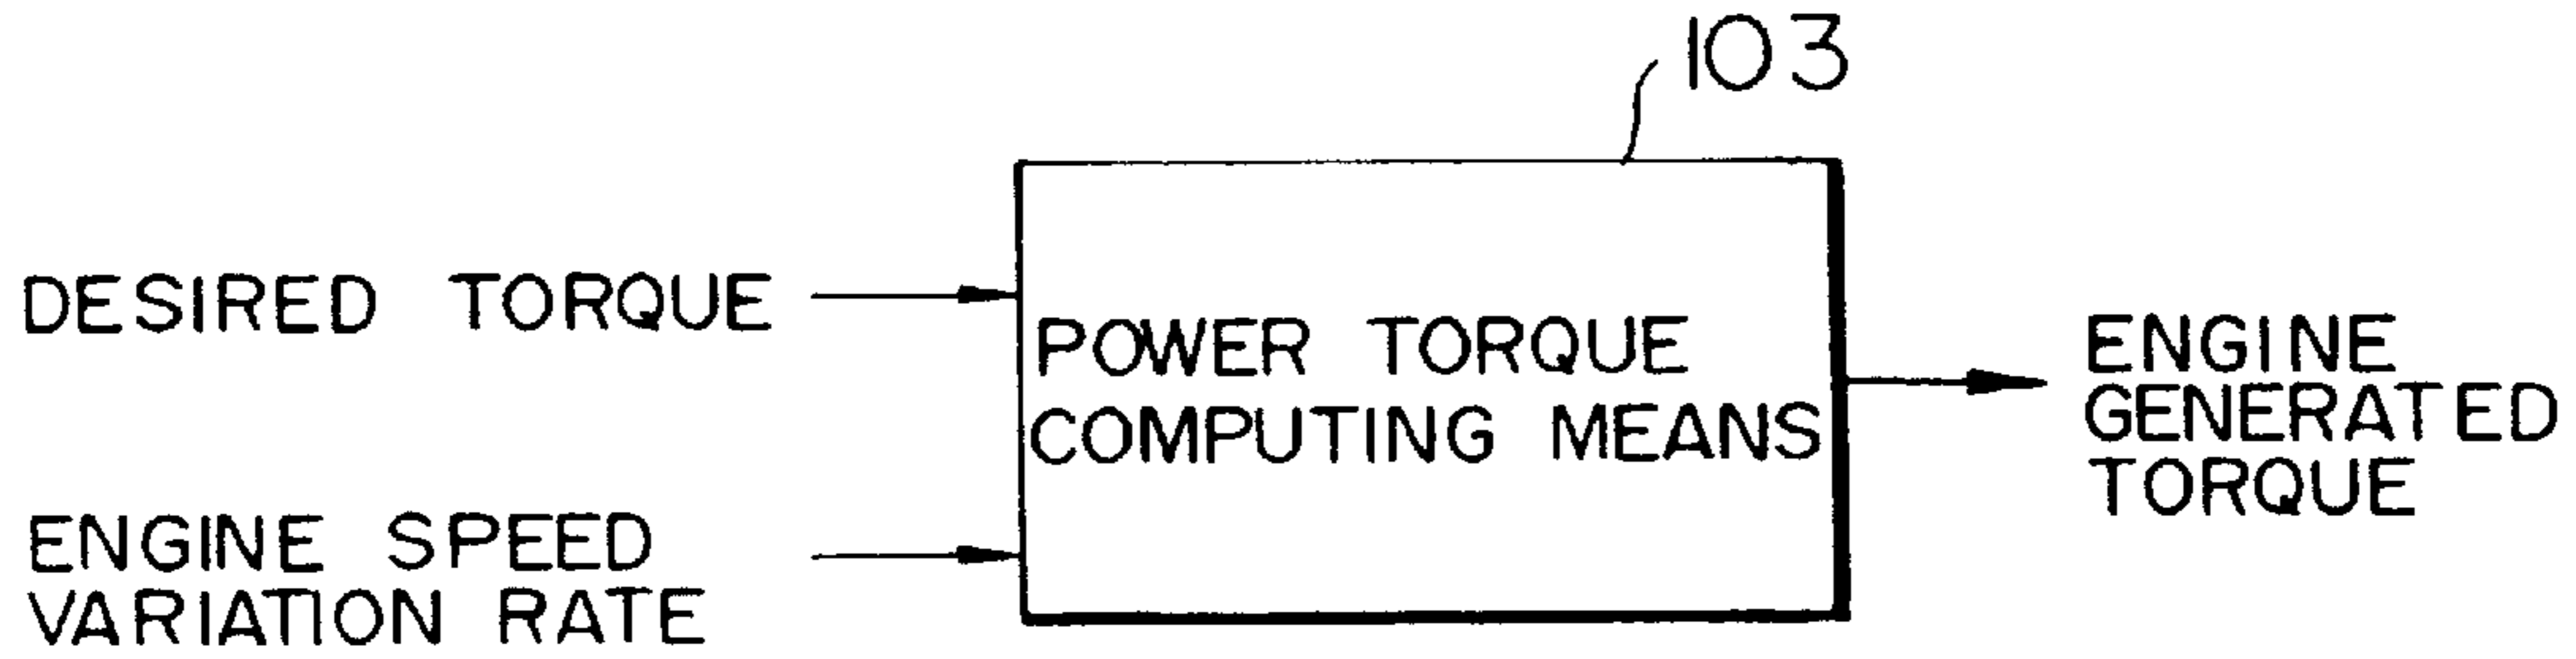 103
DESIRED TORQUE
ENGINE SPEED
VARIATION RATE
POWER TORQUE
COMPUTING MEANS
ENGINE
GENERATED
TORQUE